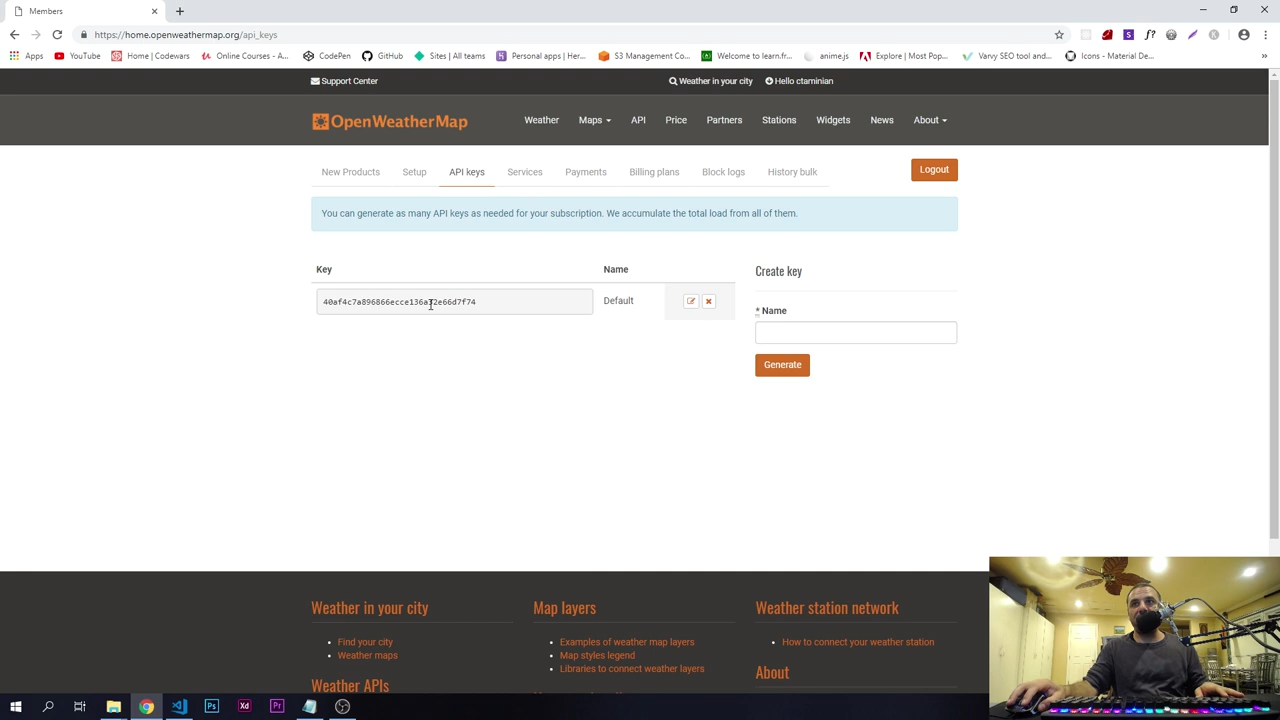 Members
https://home.openweathermap.org/api_keys
Apps YouTube Home | Codewars Online Courses - A... CodePen GitHub Sites | All teams Personal apps | Her... S3 Management Co... Welcome to learn.fr... anime.js Explore | Most Pop... Varvy SEO tool and... Icons - Material De... »
Support Center Weather in your city Hello ctaminian
OpenWeatherMap Weather Maps API Price Partners Stations Widgets News About
New Products Setup API keys Services Payments Billing plans Block logs History bulk Logout
You can generate as many API keys as needed for your subscription. We accumulate the total load from all of them.
Key Name Create key
Default
* Name
Generate
Weather in your city Map layers Weather station network
Find your city Examples of weather map layers How to connect your weather station
Weather maps Map styles legend
Libraries to connect weather layers
About
Weather APIs